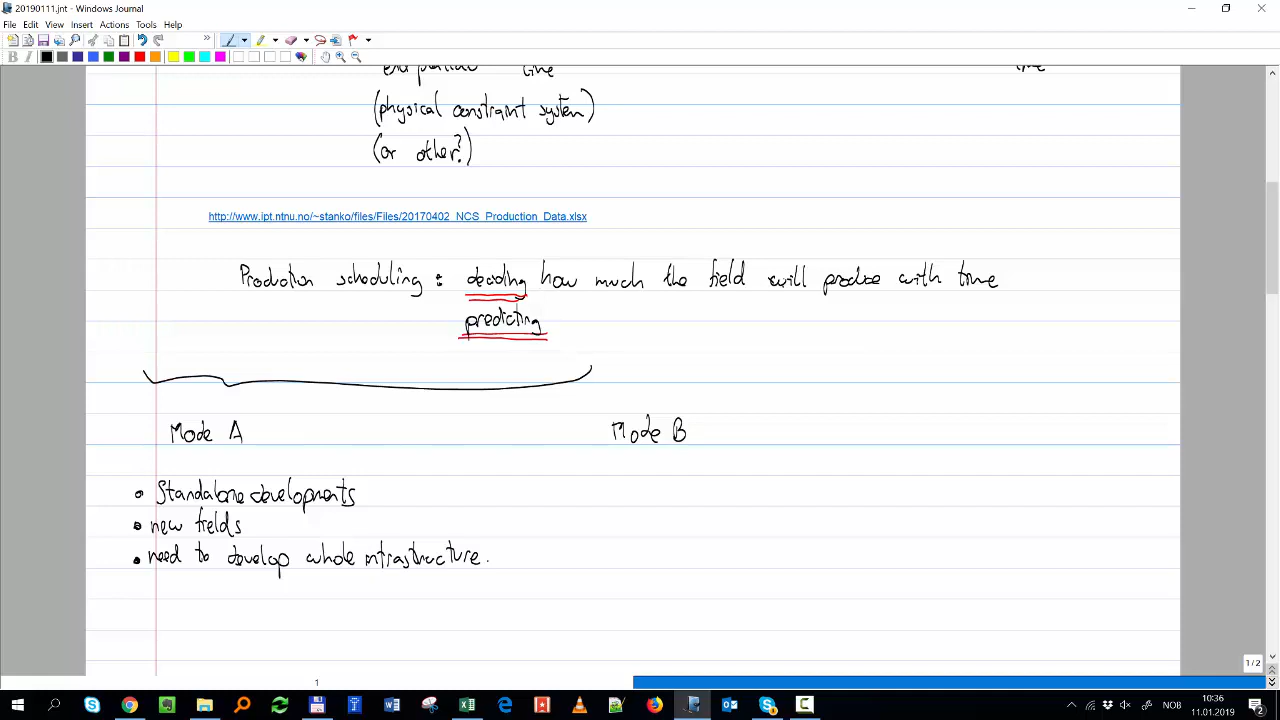 20190111.jnt - Windows Journal
File Edit View Insert Actions Tools Help
B I
time
(physical constraint system)
(or other?)
http://www.ipt.ntnu.no/~stanko/files/Files/20170402_NCS_Production_Data.xlsx
Production scheduling : deciding how much the field will produce with time
predicting
Mode A Mode B
• Standalone developments
• new fields
• need to develop whole infrastructure.
1/2
1
10:36
NOB
11.01.2019